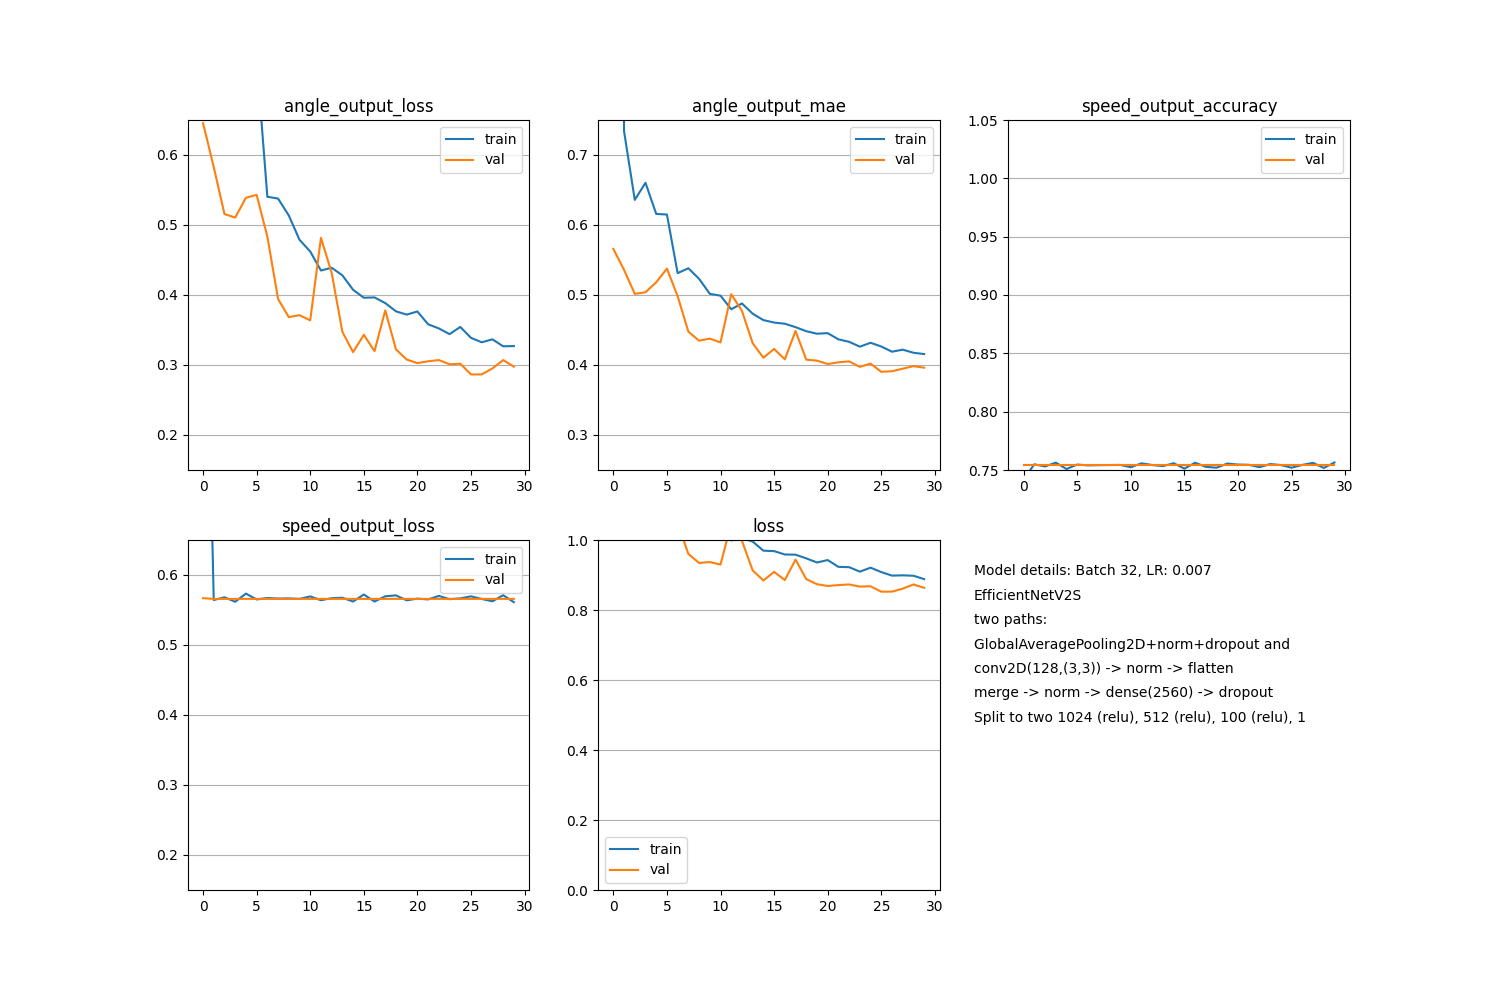 angle_output_loss
train
val
0.6
0.5
0.4
0.3
0.2
0 5 10 15 20 25 30
angle_output_mae
train
val
0.7
0.6
0.5
0.4
0.3
0 5 10 15 20 25 30
speed_output_accuracy
train
val
1.05
1.00
0.95
0.90
0.85
0.80
0.75
0 5 10 15 20 25 30
speed_output_loss
train
val
0.6
0.5
0.4
0.3
0.2
0 5 10 15 20 25 30
loss
1.0
0.8
0.6
0.4
0.2
0.0
train
val
0 5 10 15 20 25 30
Model details: Batch 32, LR: 0.007
EfficientNetV2S
two paths:
GlobalAveragePooling2D+norm+dropout and
conv2D(128,(3,3)) -> norm -> flatten
merge -> norm -> dense(2560) -> dropout
Split to two 1024 (relu), 512 (relu), 100 (relu), 1